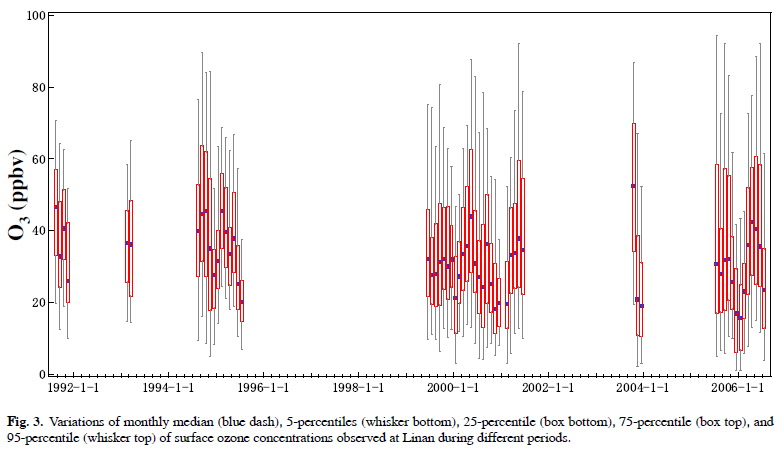 100
80
60
40
20
0
O3 (ppbv)
1992-1-1 1994-1-1 1996-1-1 1998-1-1 2000-1-1 2002-1-1 2004-1-1 2006-1-1
Fig. 3. Variations of monthly median (blue dash), 5-percentiles (whisker bottom), 25-percentile (box bottom), 75-percentile (box top), and
95-percentile (whisker top) of surface ozone concentrations observed at Linan during different periods.